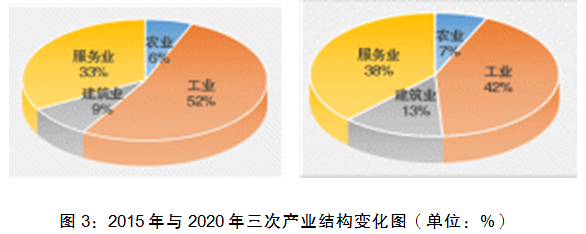 农业
6%
服务业
33%
工业
52%
建筑业
9%
农业
7%
服务业
38%
工业
42%
建筑业
13%
图 3：2015 年与 2020 年三次产业结构变化图（单位：%）